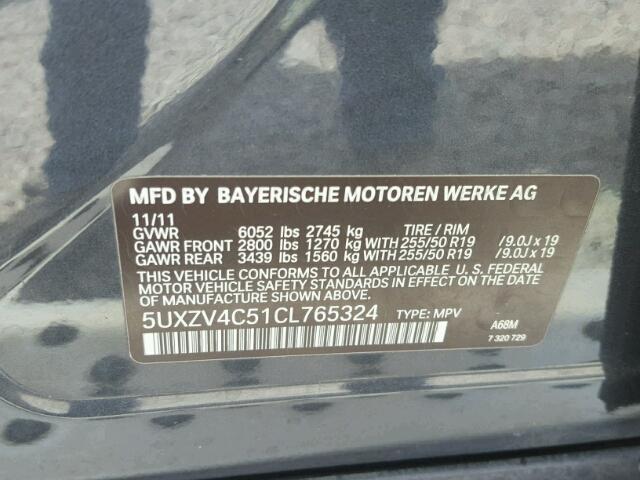 MFD BY BAYERISCHE MOTOREN WERKE AG
11/11
GVWR 6052 lbs 2745 kg TIRE / RIM
GAWR FRONT 2800 lbs 1270 kg WITH 255/50 R19 /9.0J x 19
GAWR REAR 3439 lbs 1560 kg WITH 255/50 R19 /9.0J x 19
THIS VEHICLE CONFORMS TO ALL APPLICABLE, U. S. FEDERAL
MOTOR VEHICLE SAFETY STANDARDS IN EFFECT ON THE DATE
OF MANUFACTURE SHOWN ABOVE.
5UXZV4C51CL765324 TYPE: MPV
A68M
7 320 729